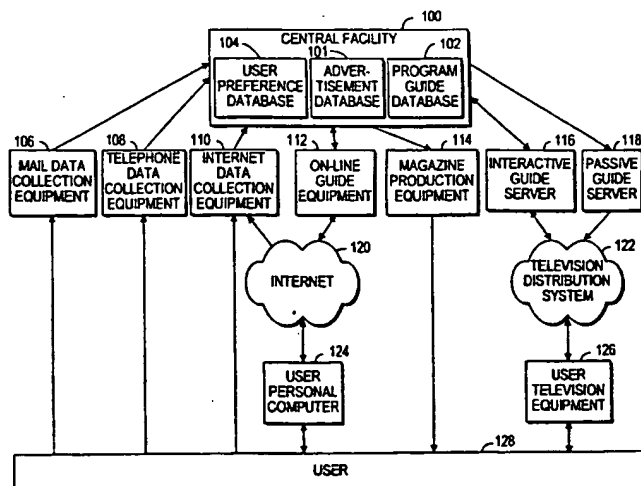 100
CENTRAL FACILITY
104
USER
PREFERENCE
DATABASE
101
ADVER-
TISEMENT
DATABASE
102
PROGRAM
GUIDE
DATABASE
106
MAIL DATA
COLLECTION
EQUIPMENT
108
TELEPHONE
DATA
COLLECTION
EQUIPMENT
110
INTERNET
DATA
COLLECTION
EQUIPMENT
112
ON-LINE
GUIDE
EQUIPMENT
114
MAGAZINE
PRODUCTION
EQUIPMENT
116
INTERACTIVE
GUIDE
SERVER
118
PASSIVE
GUIDE
SERVER
120
INTERNET
122
TELEVISION
DISTRIBUTION
SYSTEM
124
USER
PERSONAL
COMPUTER
126
USER
TELEVISION
EQUIPMENT
128
USER